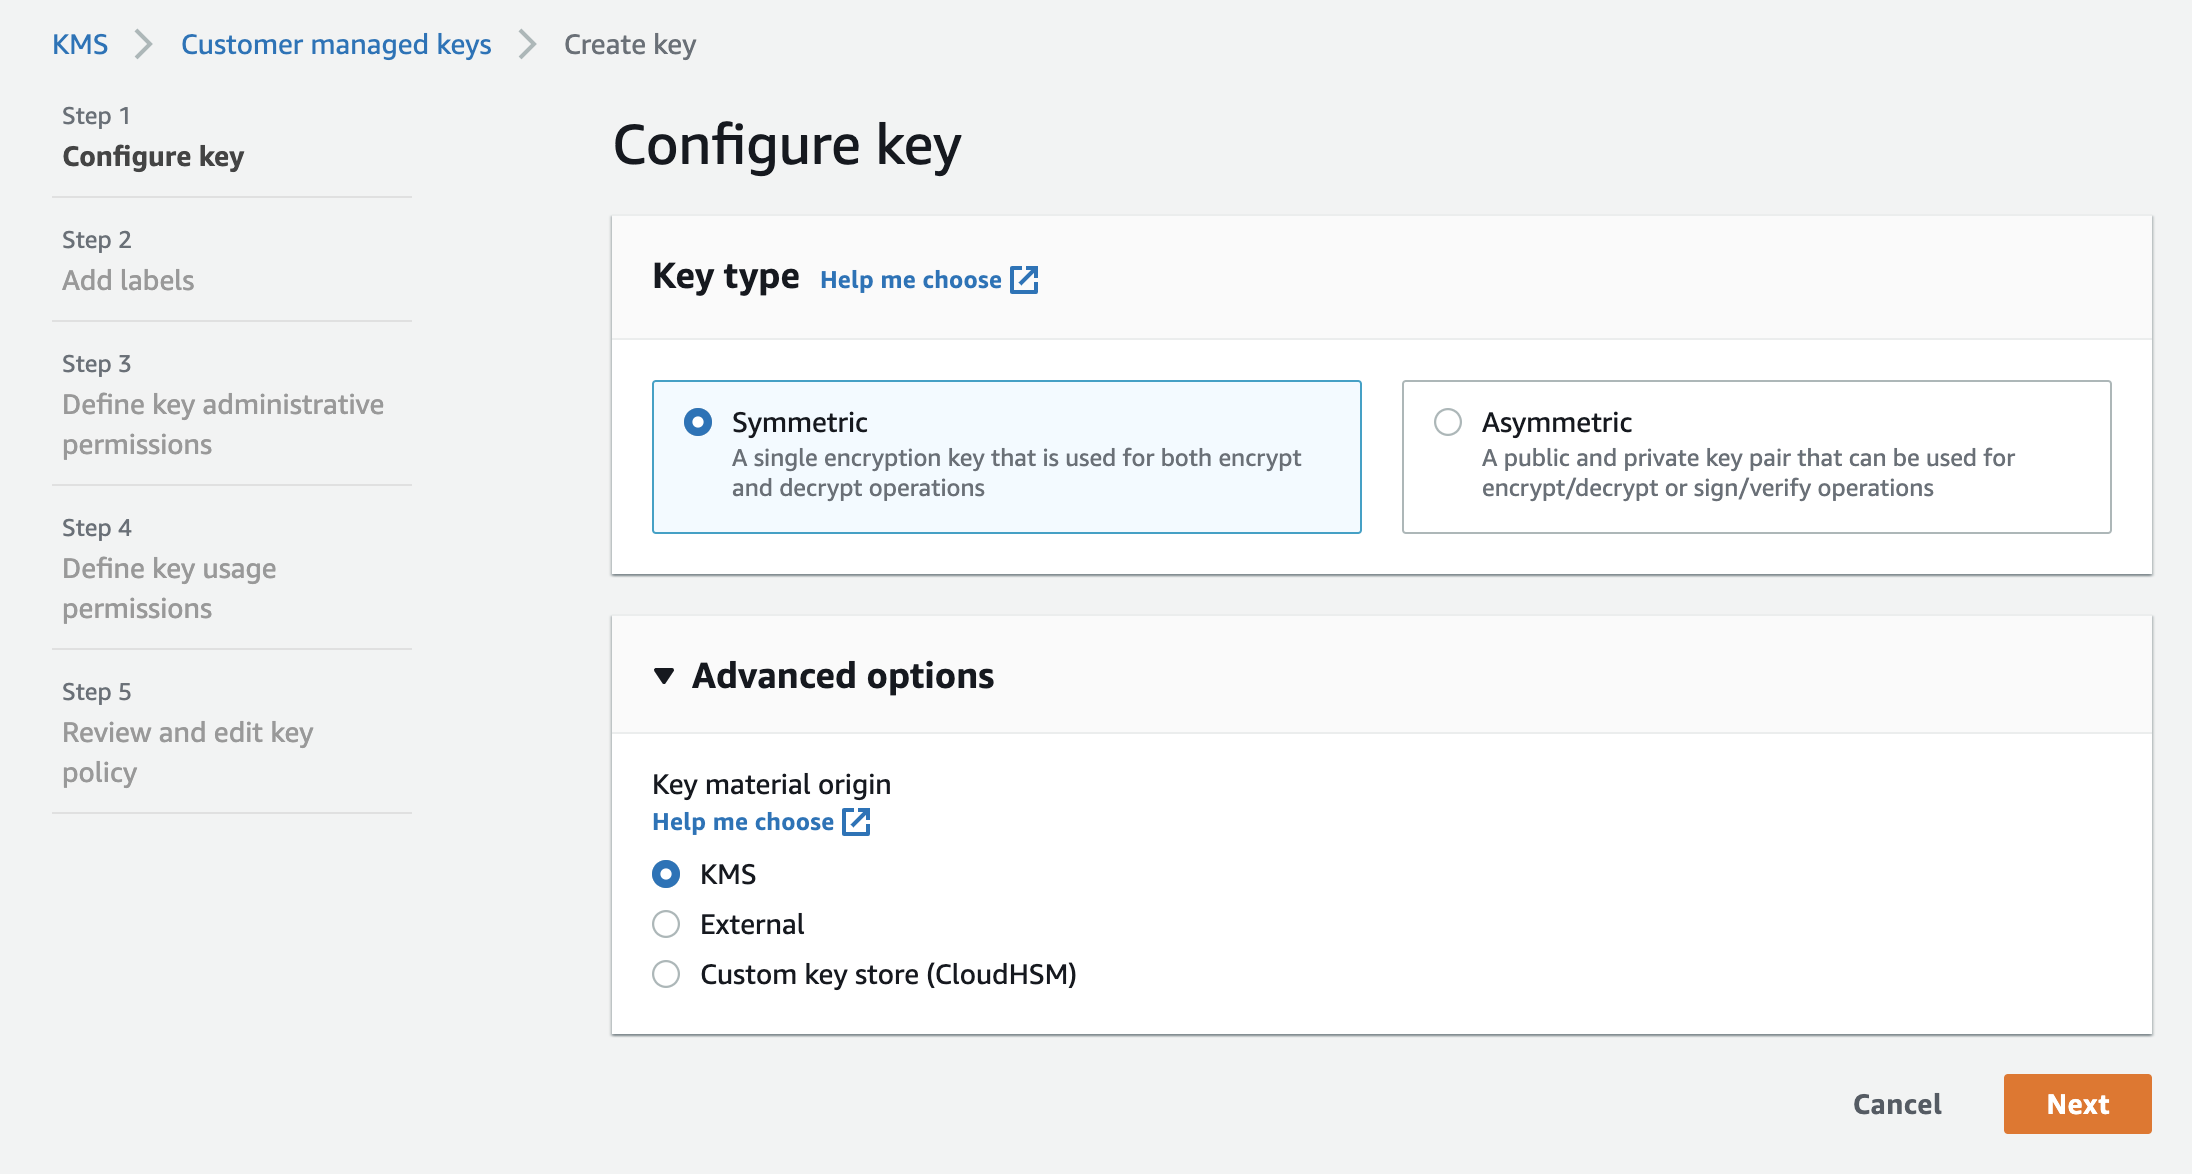 KMS > Customer managed keys > Create key
Step 1
Configure key
Step 2
Add labels
Step 3
Define key administrative
permissions
Step 4
Define key usage
permissions
Step 5
Review and edit key
policy
Configure key
Key type Help me choose
Symmetric
A single encryption key that is used for both encrypt
and decrypt operations
Asymmetric
A public and private key pair that can be used for
encrypt/decrypt or sign/verify operations
Advanced options
Key material origin
Help me choose
KMS
External
Custom key store (CloudHSM)
Cancel
Next